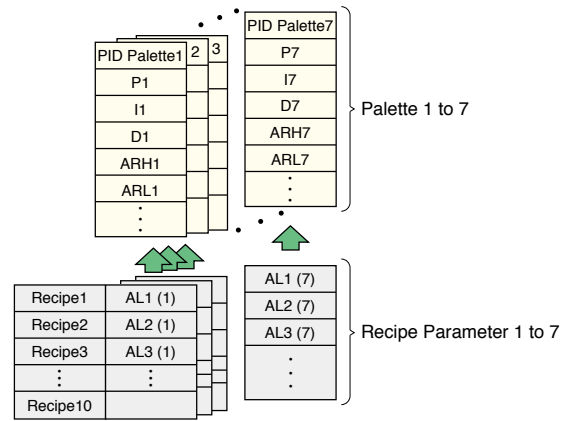 PID Palette1 2 3
P1
I1
D1
ARH1
ARL1
PID Palette7
P7
I7
D7
ARH7
ARL7
Palette 1 to 7
Recipe1 AL1 (1)
Recipe2 AL2 (1)
Recipe3 AL3 (1)
Recipe10
AL1 (7)
AL2 (7)
AL3 (7)
Recipe Parameter 1 to 7